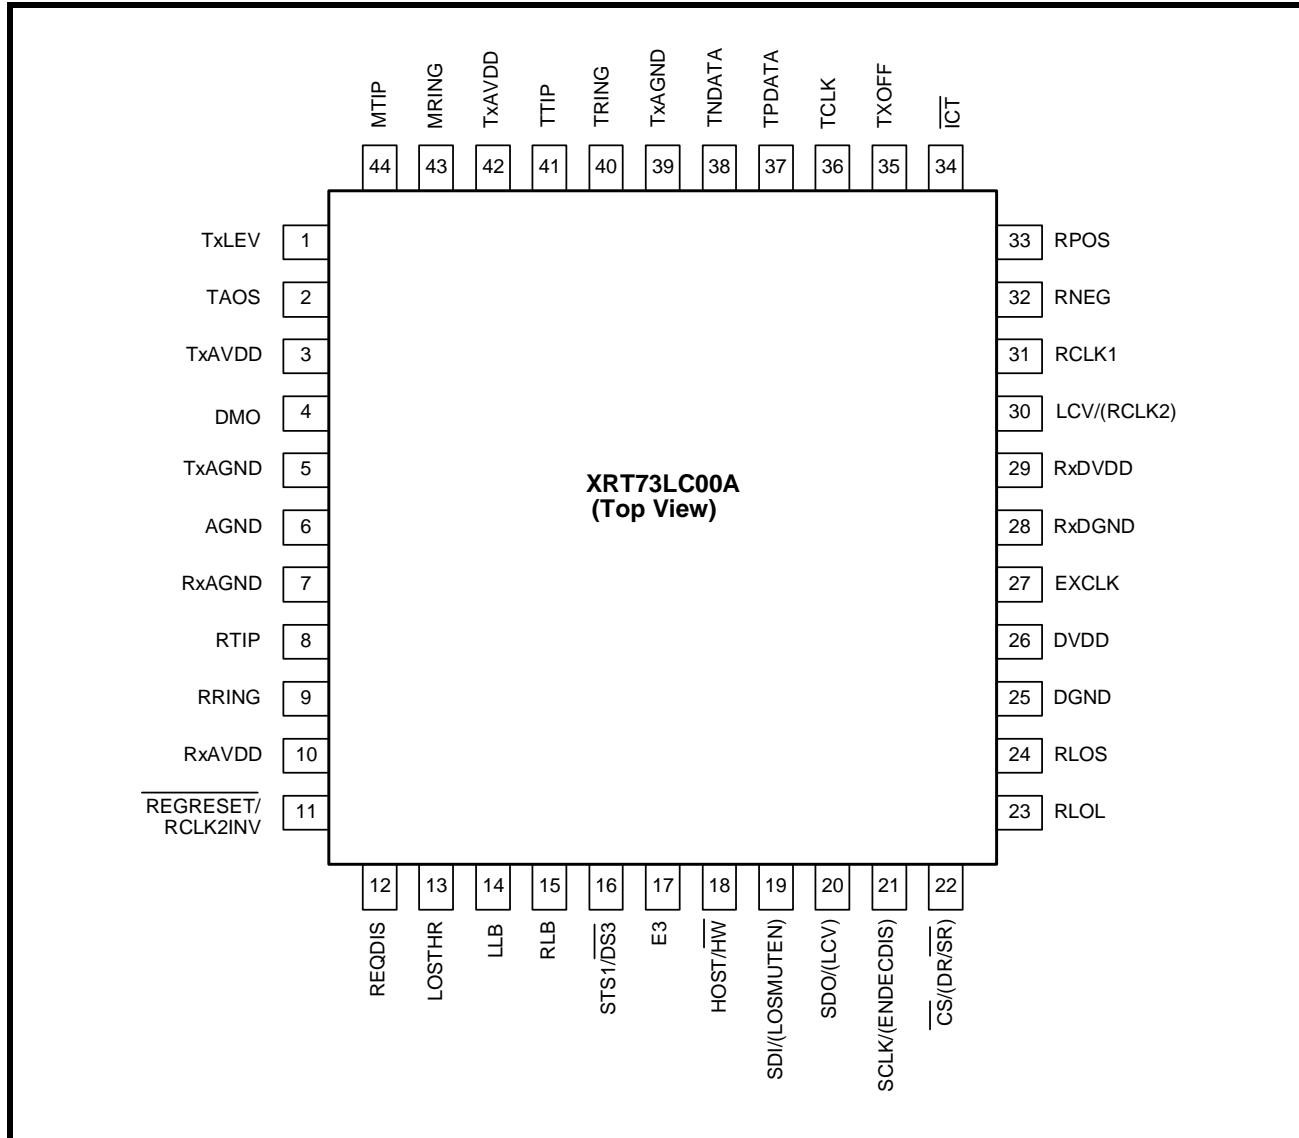 MTIP
MRING
TxAVDD
TTIP
TRING
TxAGND
TNDATA
TPDATA
TCLK
TXOFF
ICT
44 43 42 41 40 39 38 37 36 35 34
TxLEV 1
TAOS 2
TxAVDD 3
DMO 4
TxAGND 5
AGND 6
RxAGND 7
RTIP 8
RRING 9
RxAVDD 10
REGRESET/
RCLK2INV
11
33 RPOS
32 RNEG
31 RCLK1
30 LCV/(RCLK2)
29 RxDVDD
28 RxDGND
27 EXCLK
26 DVDD
25 DGND
24 RLOS
23 RLOL
XRT73LC00A
(Top View)
12 13 14 15 16 17 18 19 20 21 22
REQDIS
LOSTHR
LLB
RLB
STS1/DS3
E3
HOST/HW
SDI/(LOSMUTEN)
SDO/(LCV)
SCLK/(ENDECDIS)
CS/(DR/SR)